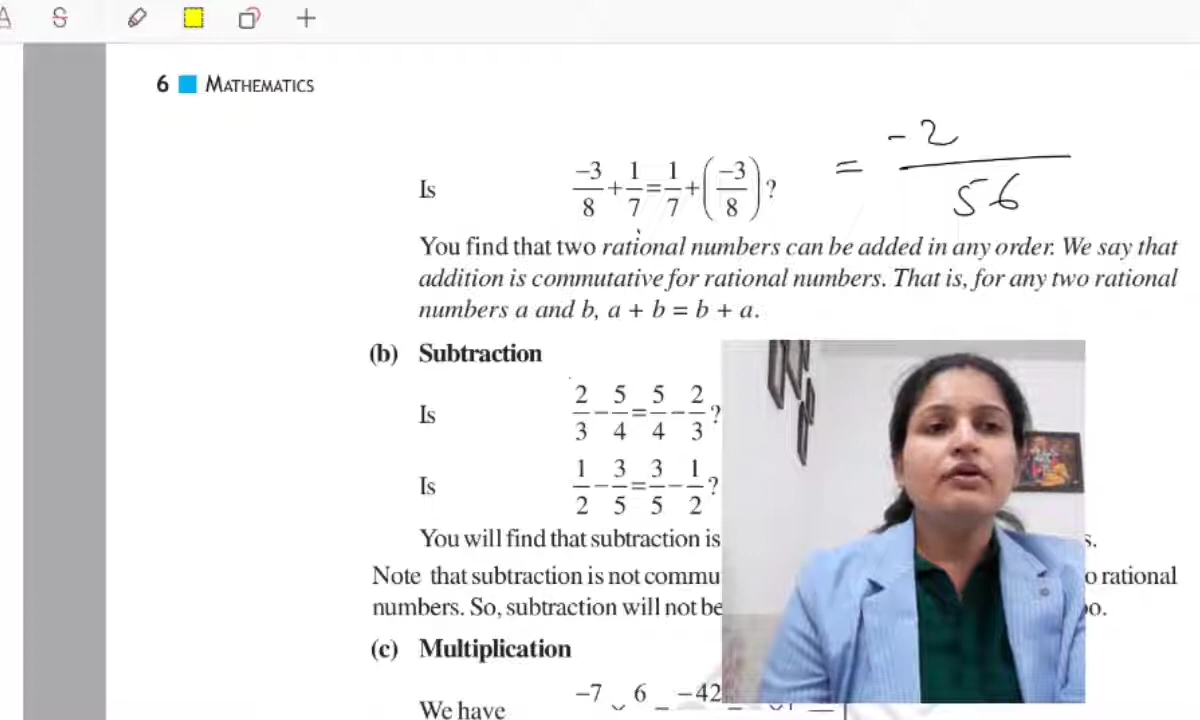 6 MATHEMATICS
Is -3/8 + 1/7 = 1/7 + (-3/8) ? = -2/56
You find that two rational numbers can be added in any order. We say that
addition is commutative for rational numbers. That is, for any two rational
numbers a and b, a + b = b + a.
(b) Subtraction
Is 2/3 - 5/4 = 5/4 - 2/3 ?
Is 1/2 - 3/5 = 3/5 - 1/2 ?
You will find that subtraction is s.
Note that subtraction is not commu o rational
numbers. So, subtraction will not be oo.
(c) Multiplication
We have -7 6 -42